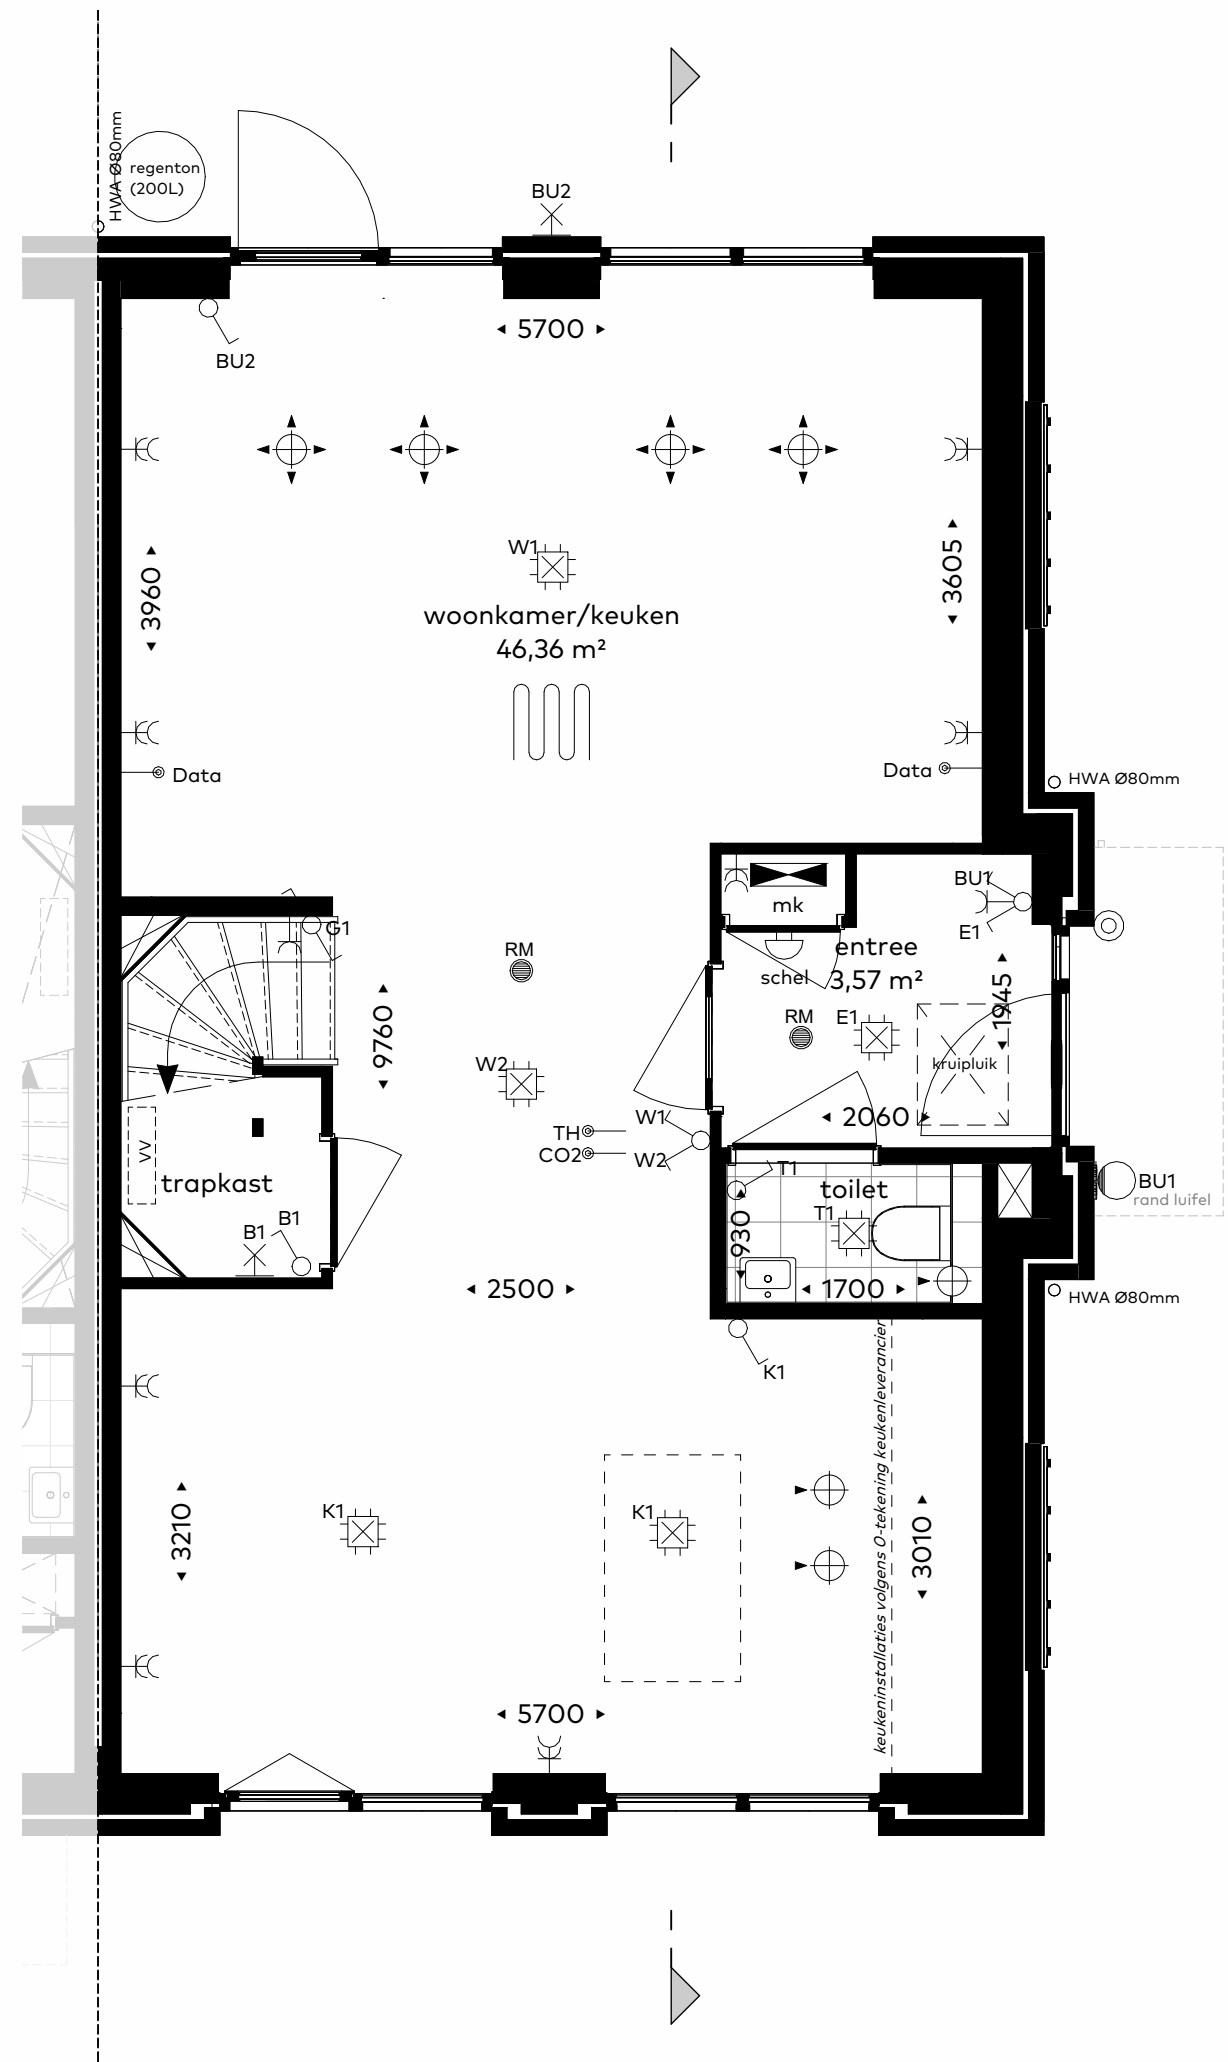 HWA Ø80mm
regenton
(200L)
BU2
BU2
5700
3960
3605
W1
woonkamer/keuken
46,36 m²
Data
Data
HWA Ø80mm
G1
9760
RM
W2
mk
BU1
E1
entree
3,57 m²
schel
1945
RM
E1
kruipluik
2060
W1
W2
TH
CO2
VV
trapkast
B1
B1
T1
toilet
T1
930
1700
BU1
rand luifel
HWA Ø80mm
2500
K1
keukeninstallaties volgens 0-tekening keukenleverancier
3210
K1
K1
3010
5700